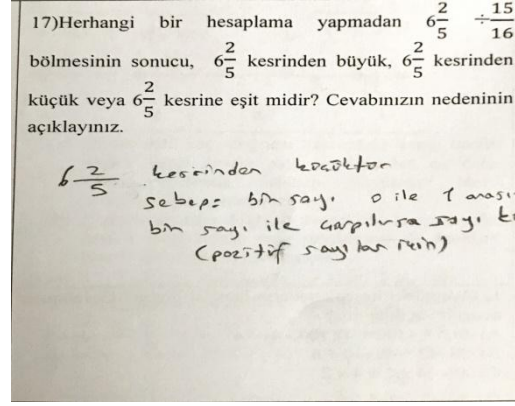 17)Herhangi bir hesaplama yapmadan 6 2/5 ÷ 15/16
bölmesinin sonucu, 6 2/5 kesrinden büyük, 6 2/5 kesrinden
küçük veya 6 2/5 kesrine eşit midir? Cevabınızın nedeninin
açıklayınız.
6 2/5 kesrinden küçüktür
sebep: bir sayı 0 ile 1 arası
bir sayı ile çarpılırsa sayı
(pozitif sayılar için)